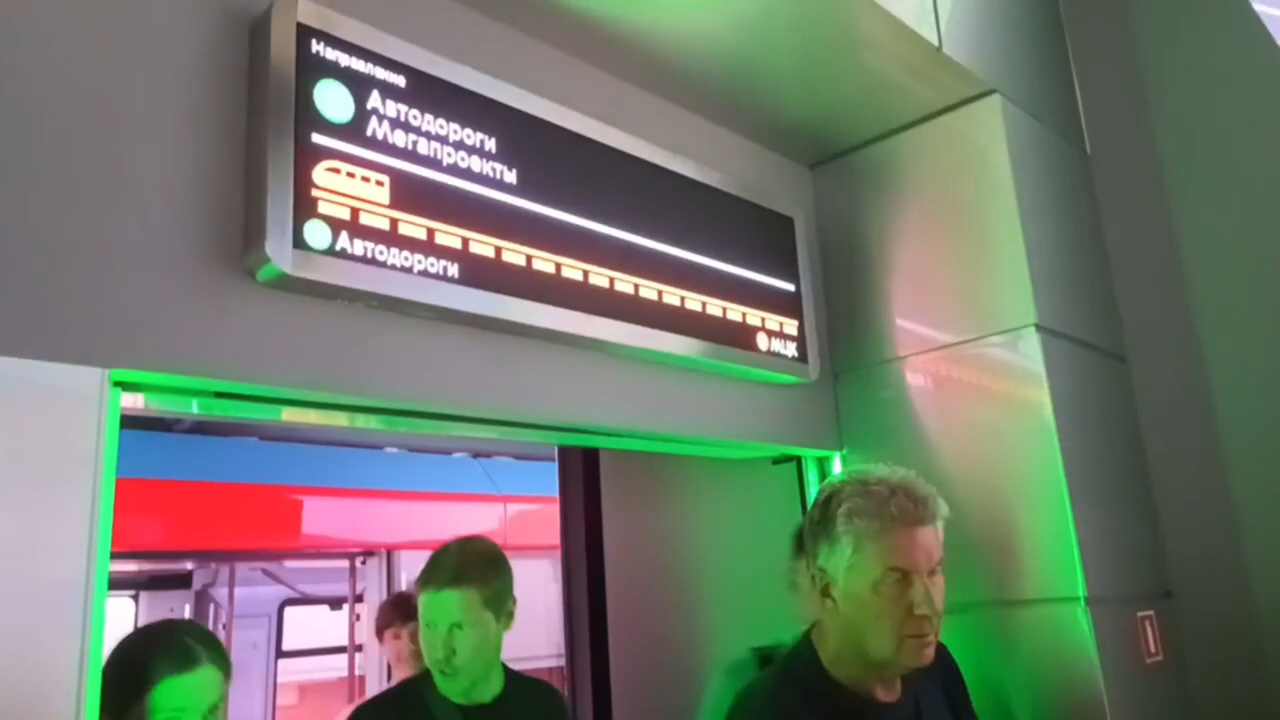 Направление
Автодороги
Мегапроекты
Автодороги
МЦК